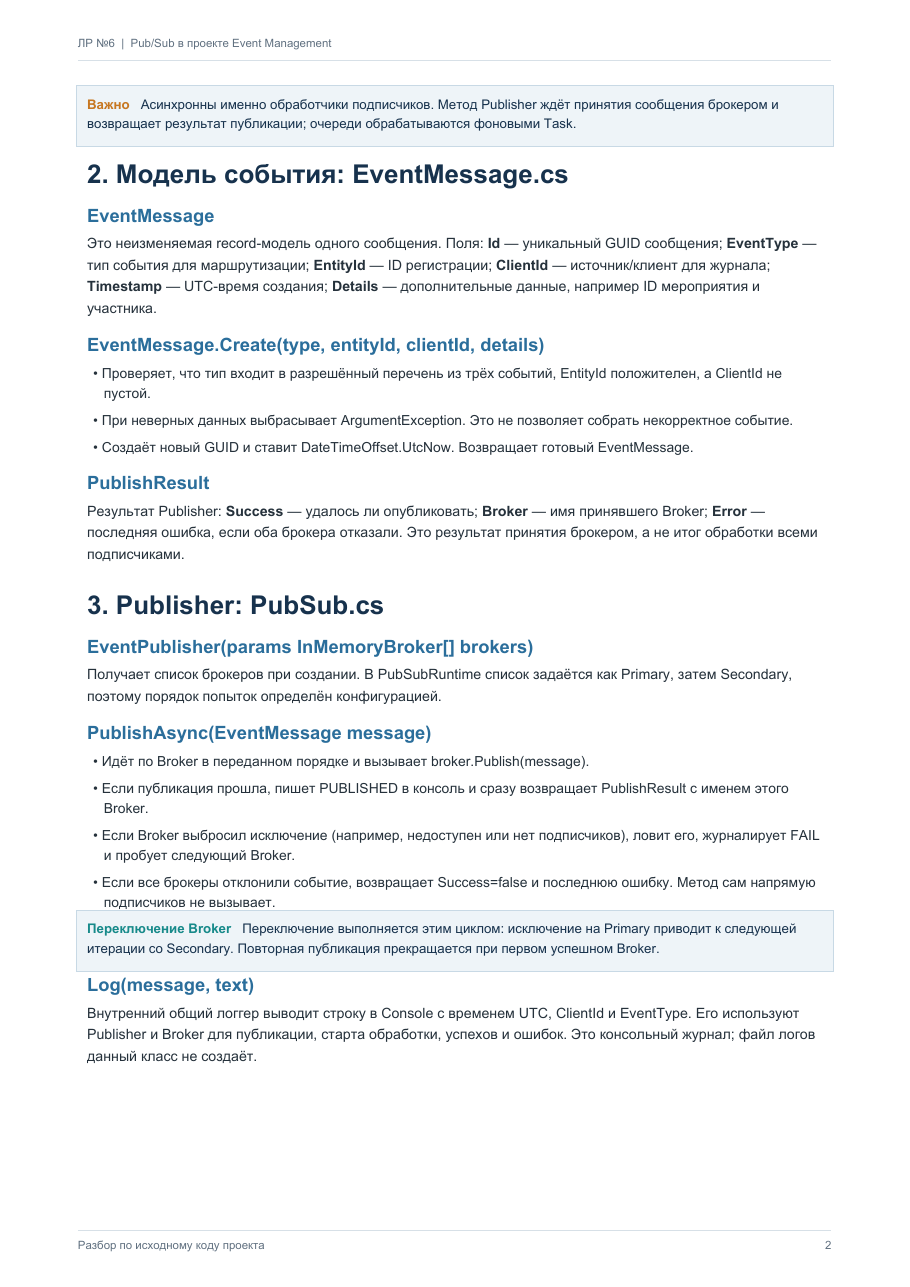 ЛР №6 | Pub/Sub в проекте Event Management
Важно Асинхронны именно обработчики подписчиков. Метод Publisher ждёт принятия сообщения брокером и
возвращает результат публикации; очереди обрабатываются фоновыми Task.
2. Модель события: EventMessage.cs
EventMessage
Это неизменяемая record-модель одного сообщения. Поля: Id — уникальный GUID сообщения; EventType —
тип события для маршрутизации; EntityId — ID регистрации; ClientId — источник/клиент для журнала;
Timestamp — UTC-время создания; Details — дополнительные данные, например ID мероприятия и
участника.
EventMessage.Create(type, entityId, clientId, details)
• Проверяет, что тип входит в разрешённый перечень из трёх событий, EntityId положителен, а ClientId не
пустой.
• При неверных данных выбрасывает ArgumentException. Это не позволяет собрать некорректное событие.
• Создаёт новый GUID и ставит DateTimeOffset.UtcNow. Возвращает готовый EventMessage.
PublishResult
Результат Publisher: Success — удалось ли опубликовать; Broker — имя принявшего Broker; Error —
последняя ошибка, если оба брокера отказали. Это результат принятия брокером, а не итог обработки всеми
подписчиками.
3. Publisher: PubSub.cs
EventPublisher(params InMemoryBroker[] brokers)
Получает список брокеров при создании. В PubSubRuntime список задаётся как Primary, затем Secondary,
поэтому порядок попыток определён конфигурацией.
PublishAsync(EventMessage message)
• Идёт по Broker в переданном порядке и вызывает broker.Publish(message).
• Если публикация прошла, пишет PUBLISHED в консоль и сразу возвращает PublishResult с именем этого
Broker.
• Если Broker выбросил исключение (например, недоступен или нет подписчиков), ловит его, журналирует FAIL
и пробует следующий Broker.
• Если все брокеры отклонили событие, возвращает Success=false и последнюю ошибку. Метод сам напрямую
подписчиков не вызывает.
Переключение Broker Переключение выполняется этим циклом: исключение на Primary приводит к следующей
итерации со Secondary. Повторная публикация прекращается при первом успешном Broker.
Log(message, text)
Внутренний общий логгер выводит строку в Console с временем UTC, ClientId и EventType. Его используют
Publisher и Broker для публикации, старта обработки, успехов и ошибок. Это консольный журнал; файл логов
данный класс не создаёт.
Разбор по исходному коду проекта
2